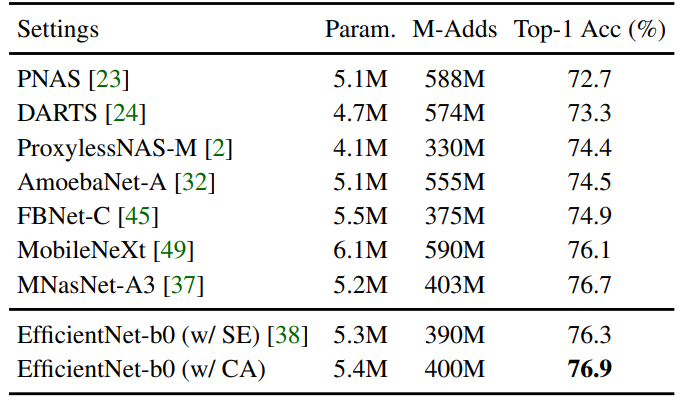 Settings Param. M-Adds Top-1 Acc (%)
PNAS [23] 5.1M 588M 72.7
DARTS [24] 4.7M 574M 73.3
ProxylessNAS-M [2] 4.1M 330M 74.4
AmoebaNet-A [32] 5.1M 555M 74.5
FBNet-C [45] 5.5M 375M 74.9
MobileNeXt [49] 6.1M 590M 76.1
MNasNet-A3 [37] 5.2M 403M 76.7
EfficientNet-b0 (w/ SE) [38] 5.3M 390M 76.3
EfficientNet-b0 (w/ CA) 5.4M 400M 76.9